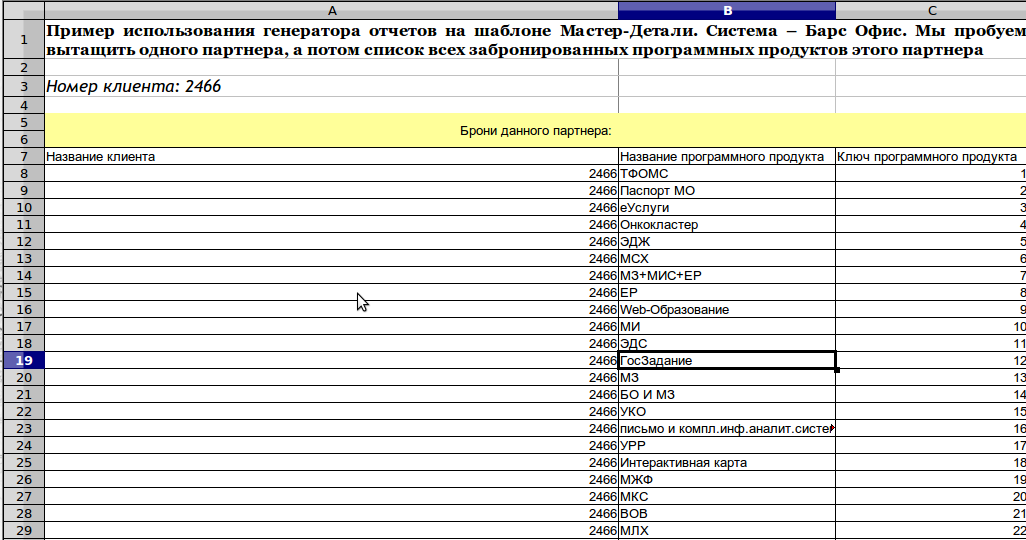 A B C
1 Пример использования генератора отчетов на шаблоне Мастер-Детали. Система – Барс Офис. Мы пробуем
вытащить одного партнера, а потом список всех забронированных программных продуктов этого партнера
2
3 Номер клиента: 2466
4
5
Брони данного партнера:
6
7 Название клиента Название программного продукта Ключ программного продукта
8 2466 ТФОМС 1
9 2466 Паспорт МО 2
10 2466 еУслуги 3
11 2466 Онкокластер 4
12 2466 ЭДЖ 5
13 2466 МСХ 6
14 2466 МЗ+МИС+ЕР 7
15 2466 ЕР 8
16 2466 Web-Образование 9
17 2466 МИ 10
18 2466 ЭДС 11
19 2466 ГосЗадание 12
20 2466 МЗ 13
21 2466 БО И МЗ 14
22 2466 УКО 15
23 2466 письмо и компл.инф.аналит.систе 16
24 2466 УРР 17
25 2466 Интерактивная карта 18
26 2466 МЖФ 19
27 2466 МКС 20
28 2466 ВОВ 21
29 2466 МЛХ 22